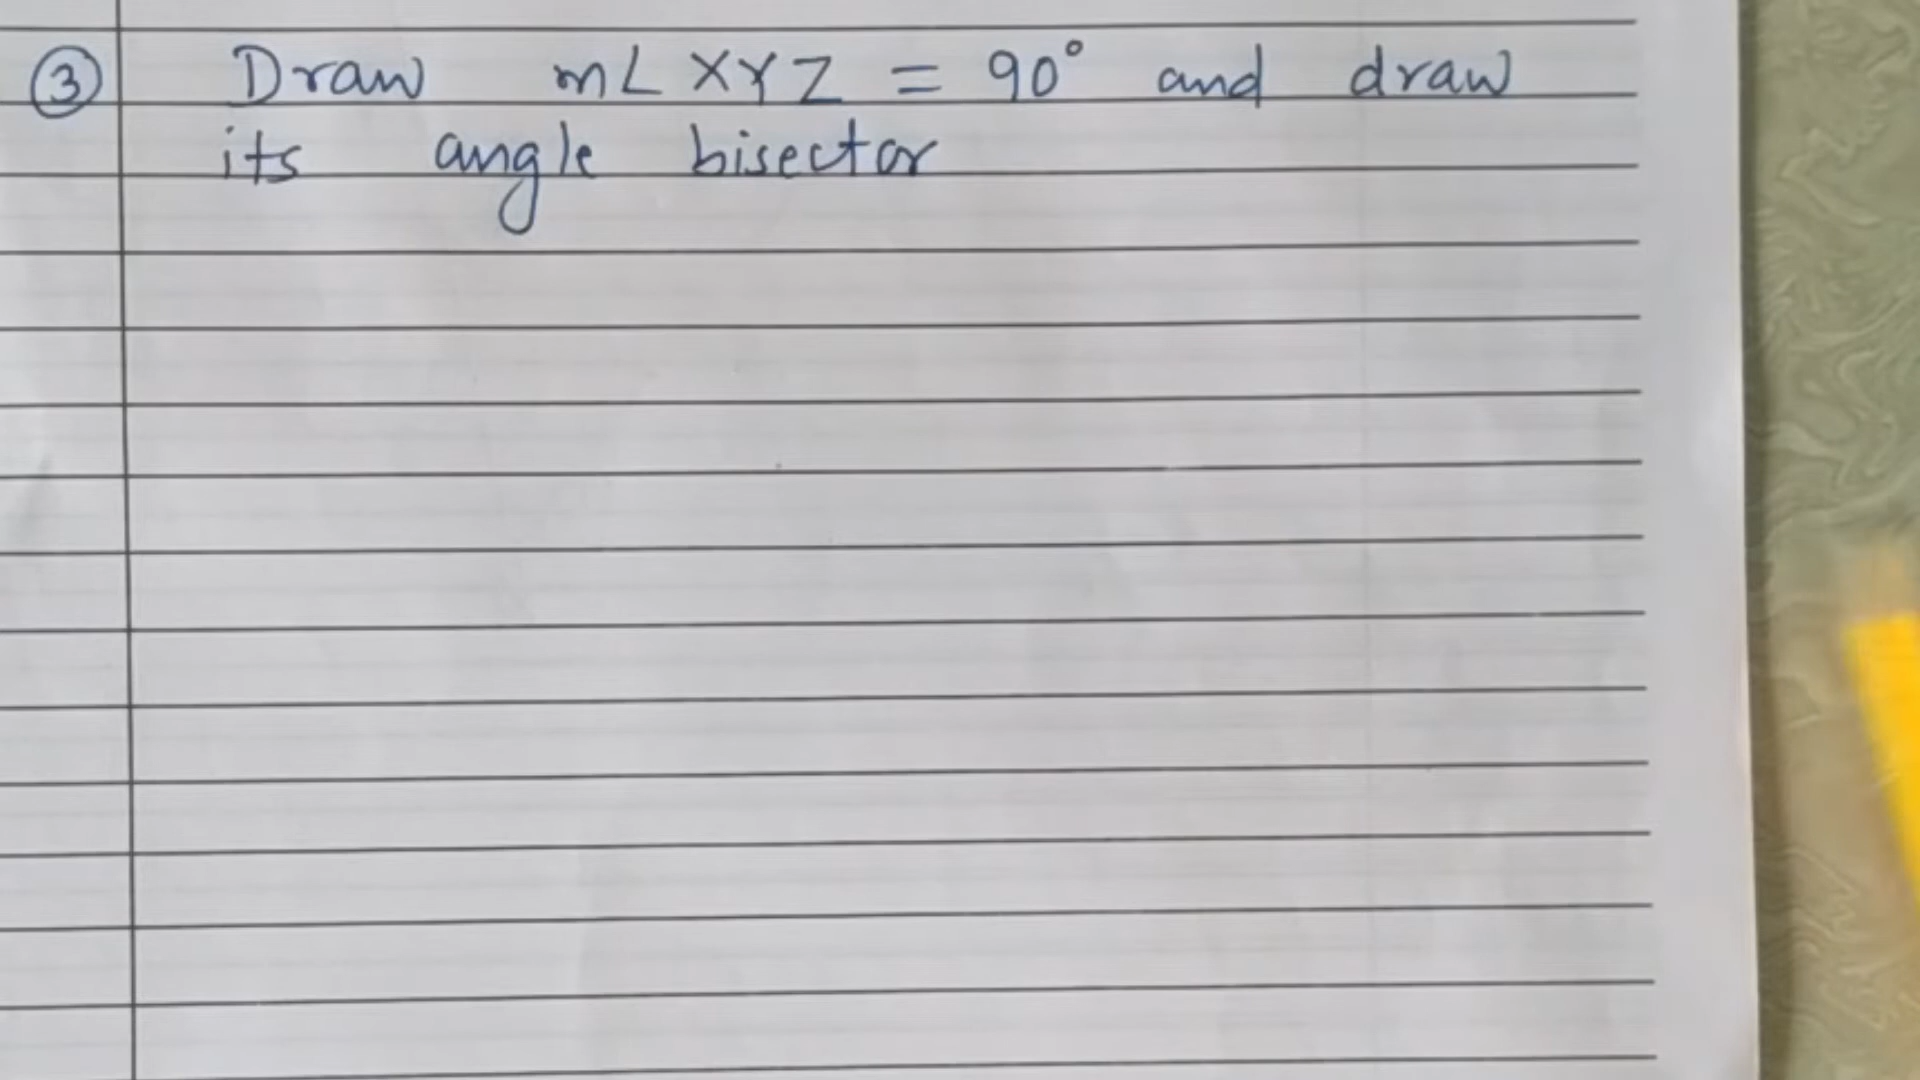 ③ Draw m∠XYZ = 90° and draw
its angle bisector